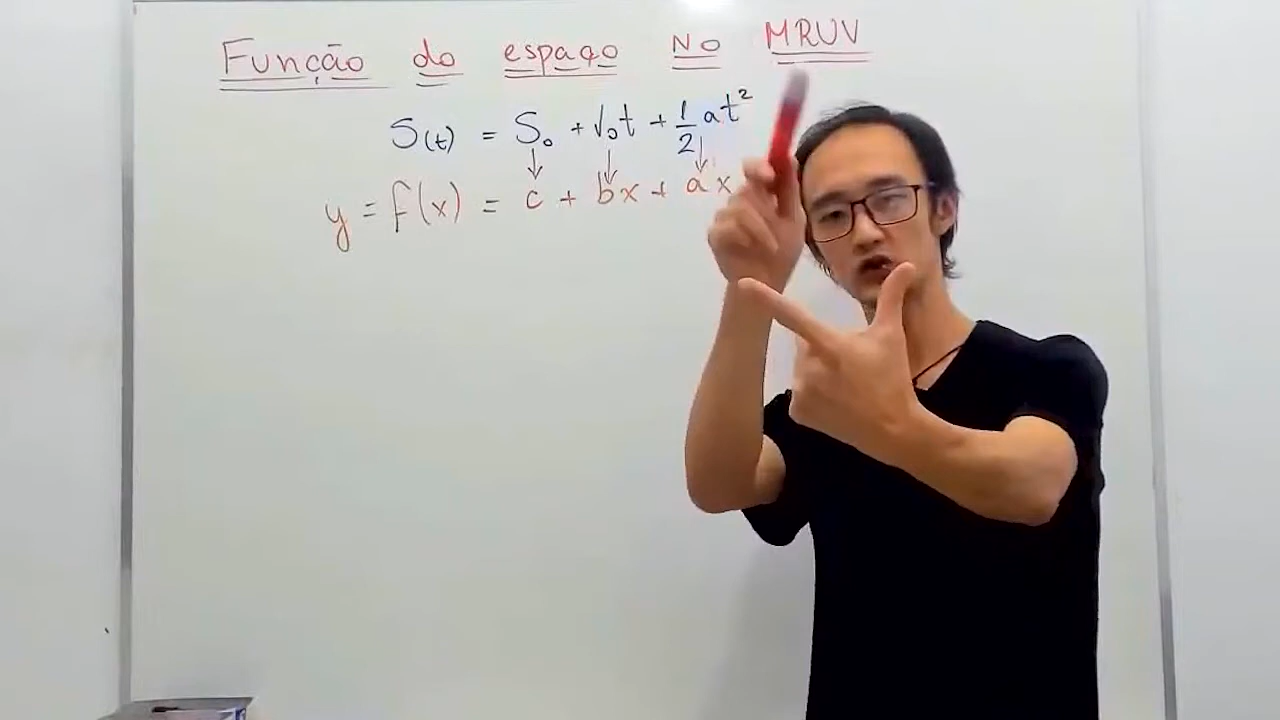 Função do espaço No MRUV
S(t) = S₀ + V₀t + 1/2 at²
y = f(x) = c + bx + ax